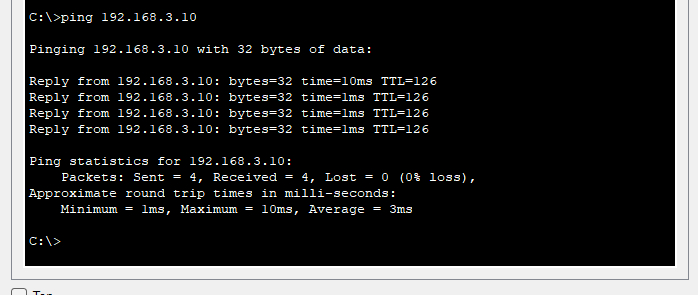 C:\>ping 192.168.3.10
Pinging 192.168.3.10 with 32 bytes of data:
Reply from 192.168.3.10: bytes=32 time=10ms TTL=126
Reply from 192.168.3.10: bytes=32 time=1ms TTL=126
Reply from 192.168.3.10: bytes=32 time=1ms TTL=126
Reply from 192.168.3.10: bytes=32 time=1ms TTL=126
Ping statistics for 192.168.3.10:
Packets: Sent = 4, Received = 4, Lost = 0 (0% loss),
Approximate round trip times in milli-seconds:
Minimum = 1ms, Maximum = 10ms, Average = 3ms
C:\>